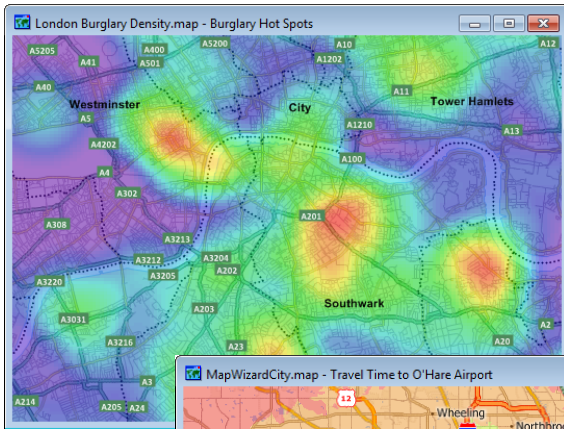 London Burglary Density.map - Burglary Hot Spots
A5205
A400
A5200
A10
A12
A41
A501
A1202
A40
A11
Westminster
City
Tower Hamlets
A5
A1210
A13
A4202
A100
A4
A302
A308
A201
A3213
A3212
A3204
A3205
A202
A3220
Southwark
A203
A3031
A2
A3216
A23
A20
MapWizardCity.map - Travel Time to O'Hare Airport
A3
A214
A205
A24
12
Wheeling
Northbroo